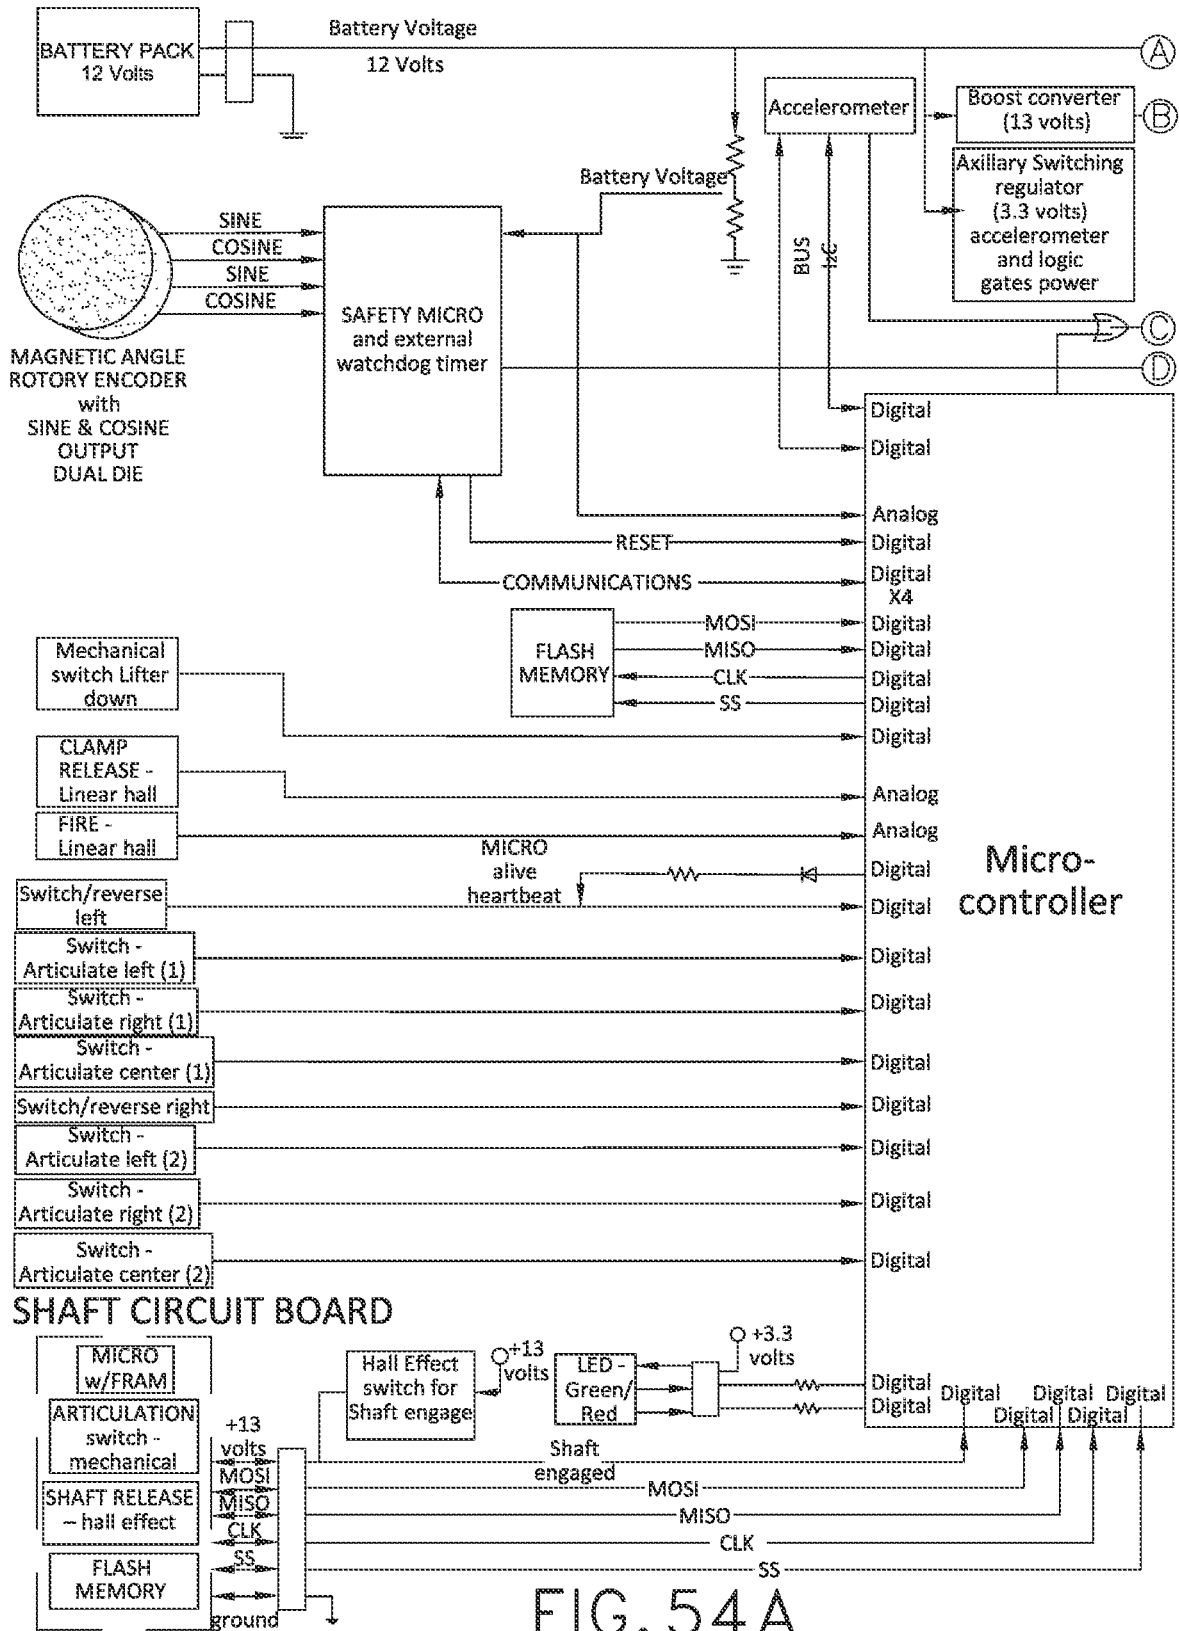 BATTERY PACK
12 Volts
Battery Voltage
12 Volts
A
Accelerometer
Boost converter
(13 volts)
B
Axillary Switching
regulator
(3.3 volts)
accelerometer
and logic
gates power
Battery Voltage
BUS
I2C
SINE
COSINE
SINE
COSINE
SAFETY MICRO
and external
watchdog timer
C
D
MAGNETIC ANGLE
ROTORY ENCODER
with
SINE & COSINE
OUTPUT
DUAL DIE
Digital
Digital
Analog
RESET
Digital
COMMUNICATIONS
Digital
X4
FLASH
MEMORY
MOSI
Digital
MISO
Digital
CLK
Digital
SS
Digital
Mechanical
switch Lifter
down
Digital
CLAMP
RELEASE -
Linear hall
Analog
FIRE -
Linear hall
Analog
MICRO
alive
heartbeat
Digital
Micro-
controller
Switch/reverse
left
Digital
Switch -
Articulate left (1)
Digital
Switch -
Articulate right (1)
Digital
Switch -
Articulate center (1)
Digital
Switch/reverse right
Digital
Switch -
Articulate left (2)
Digital
Switch -
Articulate right (2)
Digital
Switch -
Articulate center (2)
Digital
SHAFT CIRCUIT BOARD
MICRO
w/FRAM
ARTICULATION
switch -
mechanical
SHAFT RELEASE
- hall effect
FLASH
MEMORY
+13
volts
MOSI
MISO
CLK
SS
ground
Hall Effect
switch for
Shaft engage
+13
volts
LED -
Green/
Red
+3.3
volts
Digital
Digital
Digital
Digital
Digital
Digital
Digital
Shaft
engaged
MOSI
MISO
CLK
SS
FIG. 54A